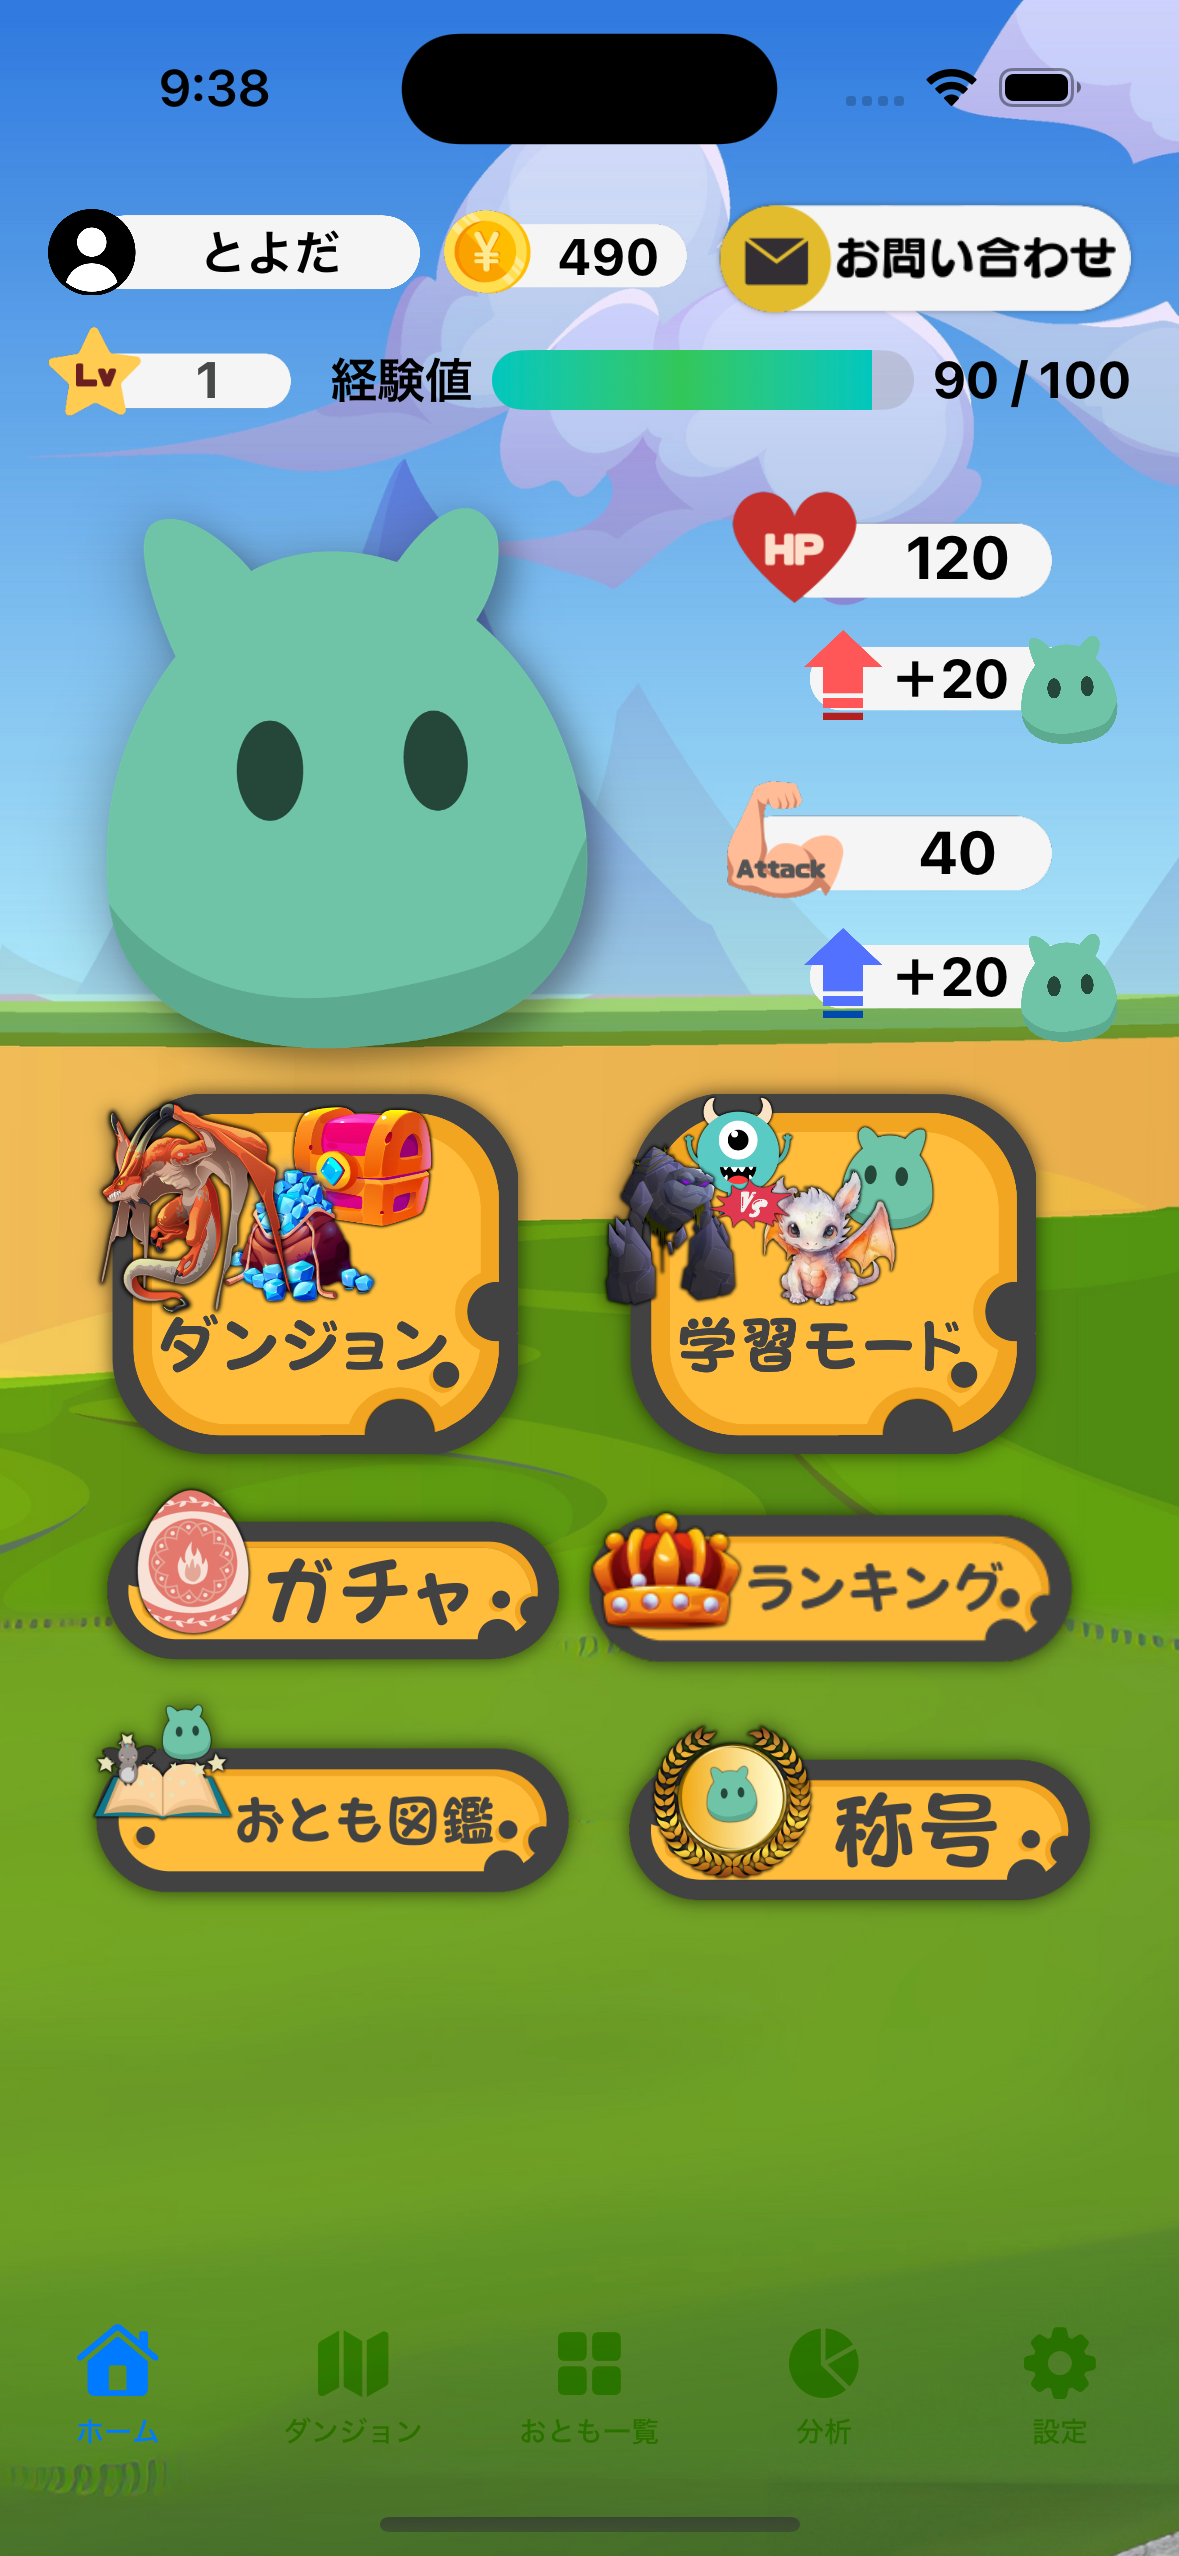 9:38
とよだ
¥
490
お問い合わせ
Lv
1
経験値
90 / 100
HP
120
+20
Attack
40
+20
VS
ダンジョン
学習モード
ガチャ
ランキング
おとも図鑑
称号
ホーム
ダンジョン
おとも一覧
分析
設定